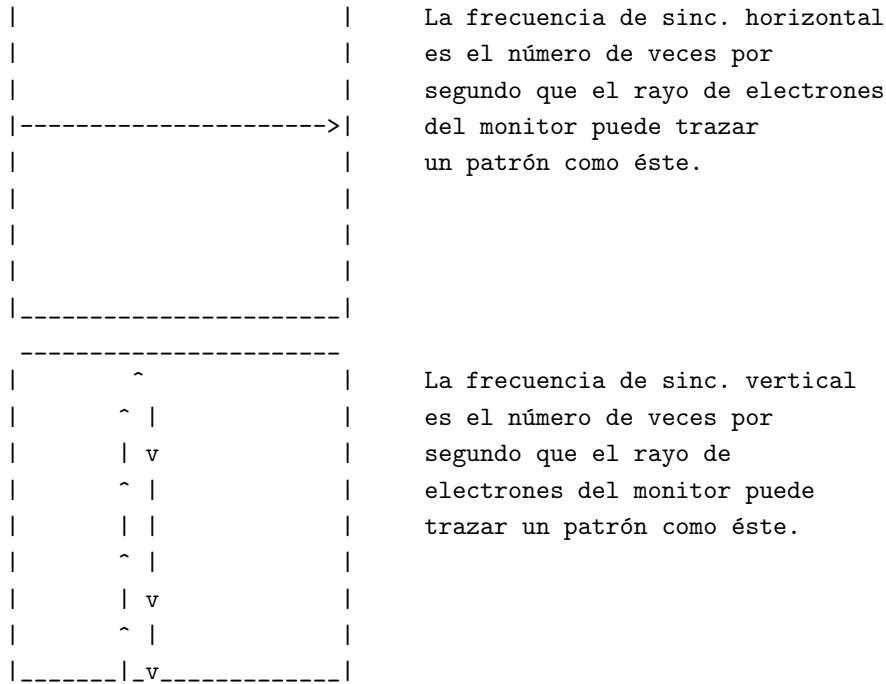 La frecuencia de sinc. horizontal
es el número de veces por
segundo que el rayo de electrones
del monitor puede trazar
un patrón como éste.
La frecuencia de sinc. vertical
es el número de veces por
segundo que el rayo de
electrones del monitor puede
trazar un patrón como éste.